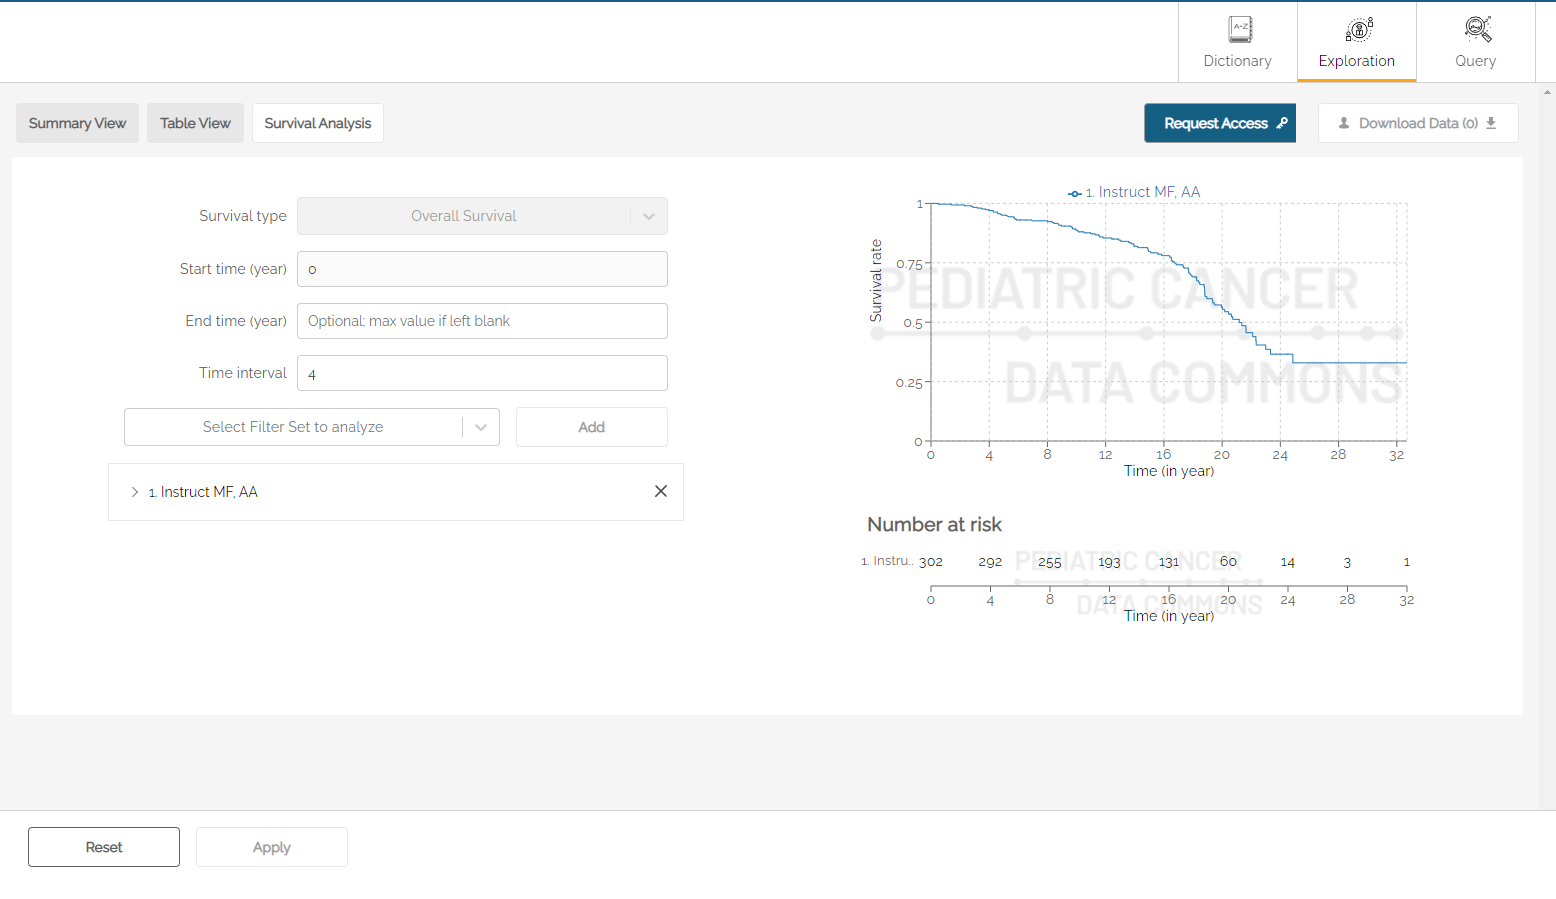 A-Z
Dictionary
Exploration
Query
Summary View
Table View
Survival Analysis
Request Access
Download Data (0)
Survival type
Overall Survival
Start time (year)
0
End time (year)
Optional; max value if left blank
Time interval
4
Select Filter Set to analyze
Add
1. Instruct MF, AA
1. Instruct MF, AA
Survival rate
1
0.75
0.5
0.25
0
PEDIATRIC CANCER
DATA COMMONS
0 4 8 12 16 20 24 28 32
Time (in year)
Number at risk
1. Instru.. 302 292 255 193 131 60 14 3 1
PEDIATRIC CANCER
DATA COMMONS
0 4 8 12 16 20 24 28 32
Time (in year)
Reset
Apply